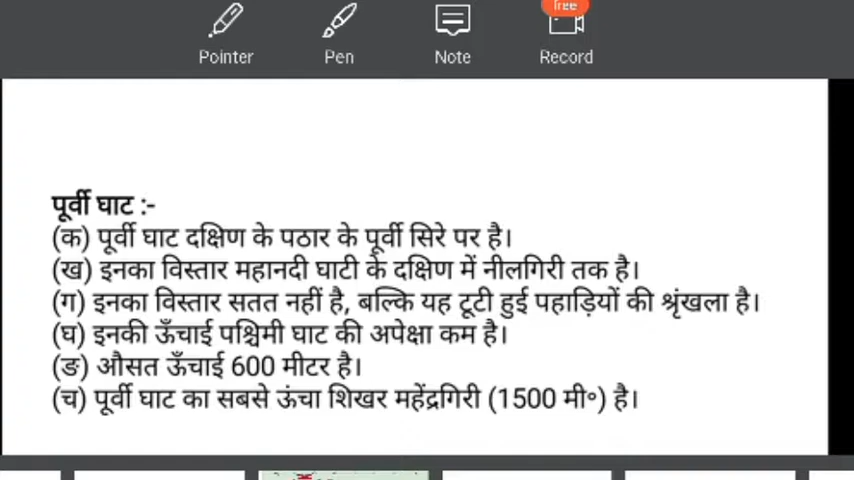 free
Pointer Pen Note Record
पूर्वी घाट :-
(क) पूर्वी घाट दक्षिण के पठार के पूर्वी सिरे पर है।
(ख) इनका विस्तार महानदी घाटी के दक्षिण में नीलगिरी तक है।
(ग) इनका विस्तार सतत नहीं है, बल्कि यह टूटी हुई पहाड़ियों की श्रृंखला है।
(घ) इनकी ऊँचाई पश्चिमी घाट की अपेक्षा कम है।
(ङ) औसत ऊँचाई 600 मीटर है।
(च) पूर्वी घाट का सबसे ऊंचा शिखर महेंद्रगिरी (1500 मी॰) है।